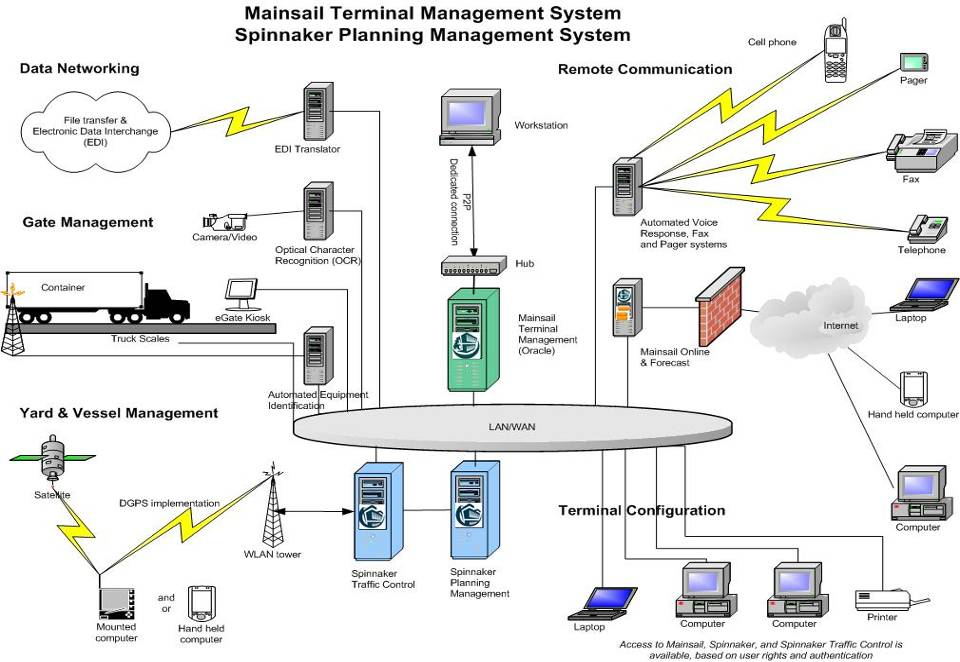 Mainsail Terminal Management System
Spinnaker Planning Management System
Data Networking
File transfer &
Electronic Data Interchange
(EDI)
EDI Translator
Workstation
Dedicated connection
P2P
Hub
Mainsail
Terminal
Management
(Oracle)
Remote Communication
Cell phone
Pager
Fax
Telephone
Automated Voice
Response, Fax
and Pager systems
Gate Management
Camera/Video
Optical Character
Recognition (OCR)
Container
eGate Kiosk
Truck Scales
Automated Equipment
Identification
Mainsail Online
& Forecast
Internet
Laptop
Hand held computer
Computer
LAN/WAN
Yard & Vessel Management
Satellite
DGPS implementation
WLAN tower
Mounted
computer
and
or
Hand held
computer
Spinnaker
Traffic Control
Spinnaker
Planning
Management
Terminal Configuration
Laptop
Computer
Computer
Printer
Access to Mainsail, Spinnaker, and Spinnaker Traffic Control is
available, based on user rights and authentication